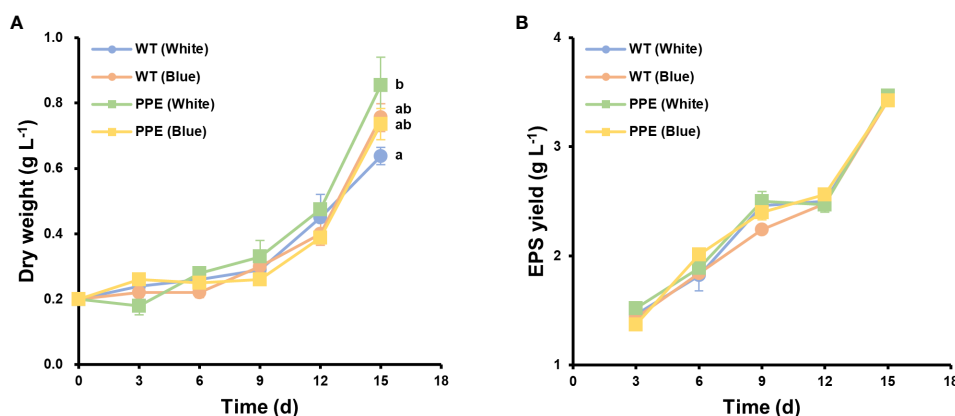 A
Dry weight (g L-1)
1.0
0.8
0.6
0.4
0.2
0.0
WT (White)
WT (Blue)
PPE (White)
PPE (Blue)
b
ab
ab
a
0 3 6 9 12 15 18
Time (d)
B
EPS yield (g L-1)
4
3
2
1
WT (White)
WT (Blue)
PPE (White)
PPE (Blue)
0 3 6 9 12 15 18
Time (d)